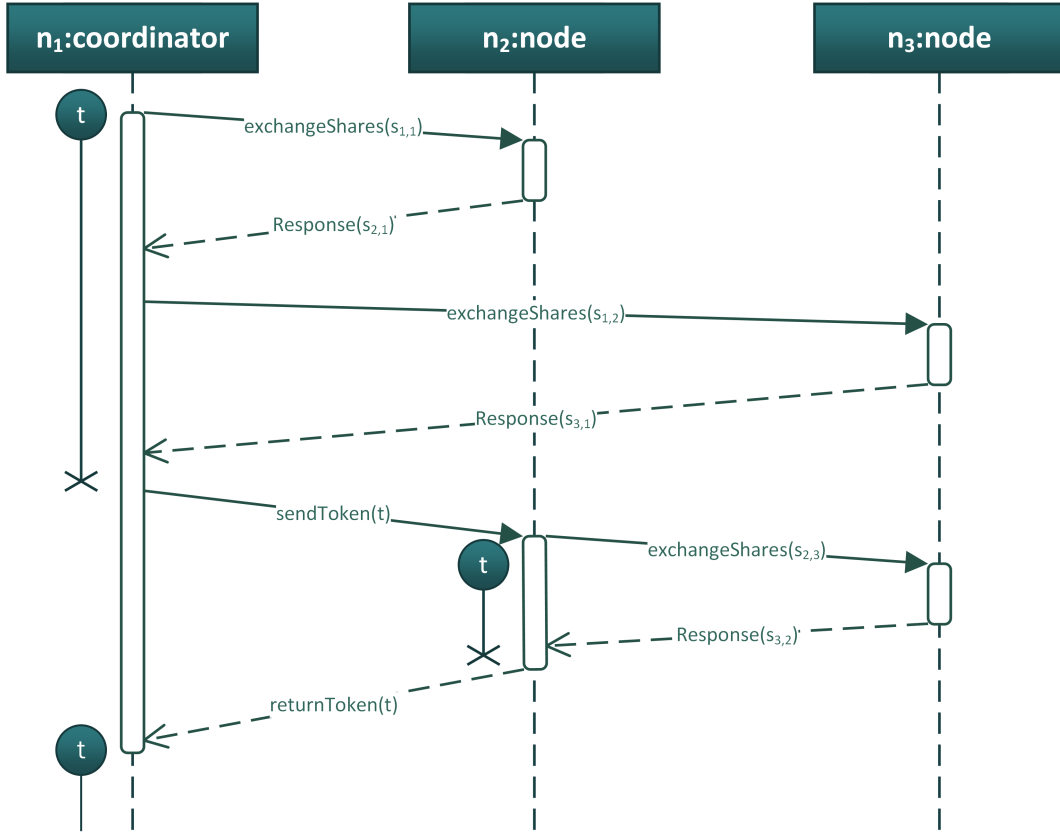 n₁:coordinator
n₂:node
n₃:node
t
exchangeShares(s₁,₁)
Response(s₂,₁)
exchangeShares(s₁,₂)
Response(s₃,₁)
sendToken(t)
t
exchangeShares(s₂,₃)
Response(s₃,₂)
returnToken(t)
t